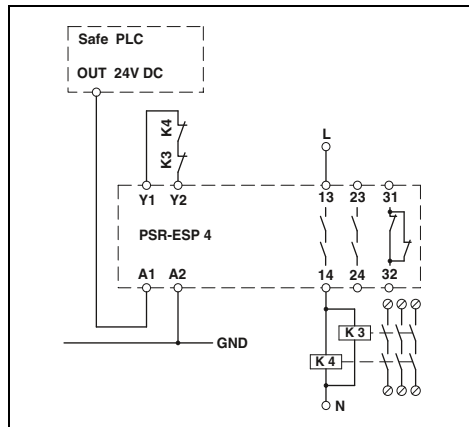 Safe PLC
OUT 24V DC
K4
K3
L
Y1 Y2 13 23 31
PSR-ESP 4
A1 A2 14 24 32
K 3
GND
K 4
N